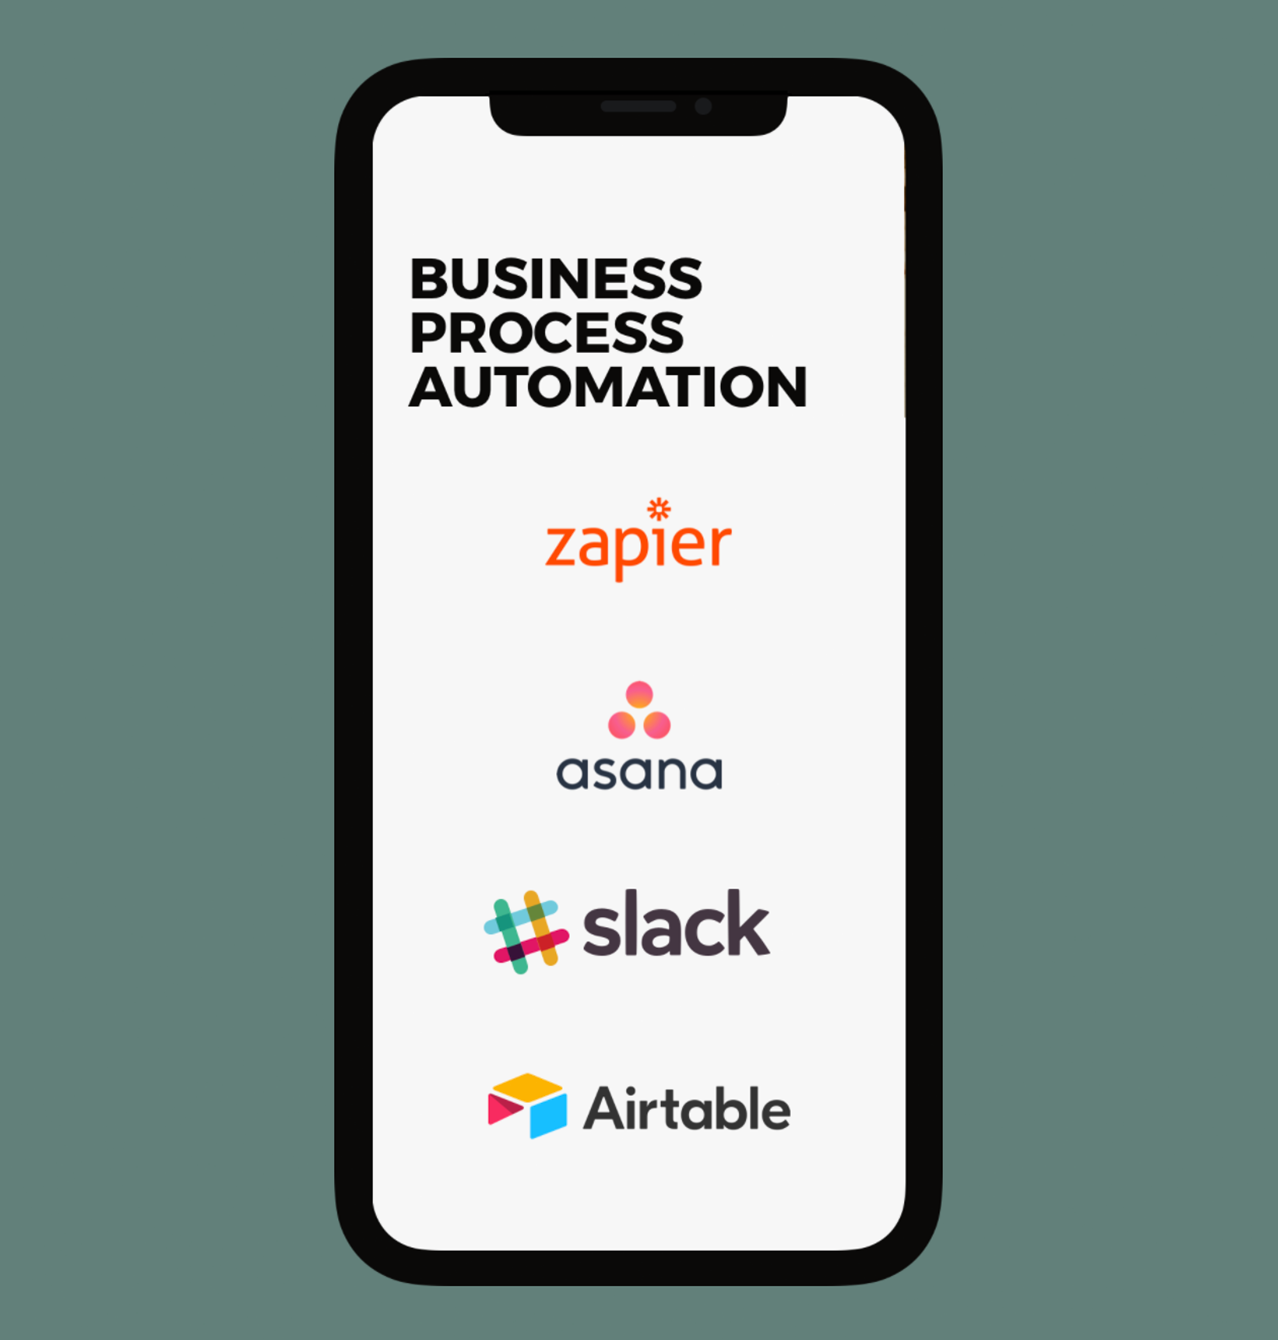 BUSINESS
PROCESS
AUTOMATION
zapier
asana
slack
Airtable